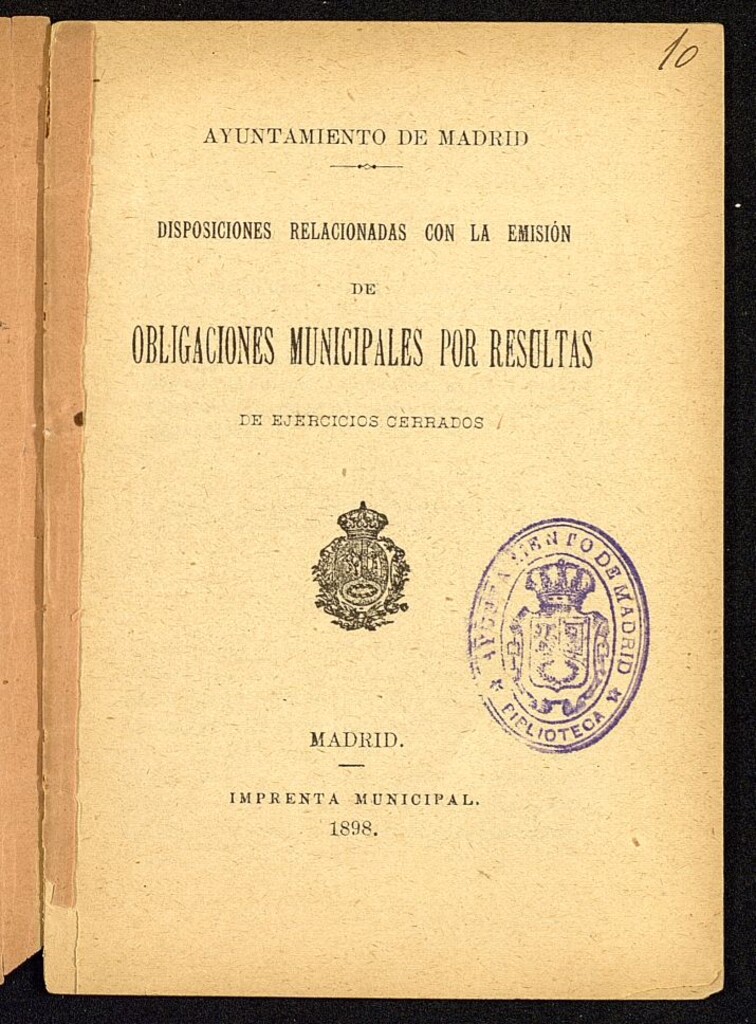 10
AYUNTAMIENTO DE MADRID
DISPOSICIONES RELACIONADAS CON LA EMISIÓN
DE
OBLIGACIONES MUNICIPALES POR RESULTAS
DE EJERCICIOS CERRADOS
AYUNTAMIENTO DE MADRID
BIBLIOTECA
MADRID.
IMPRENTA MUNICIPAL.
1898.